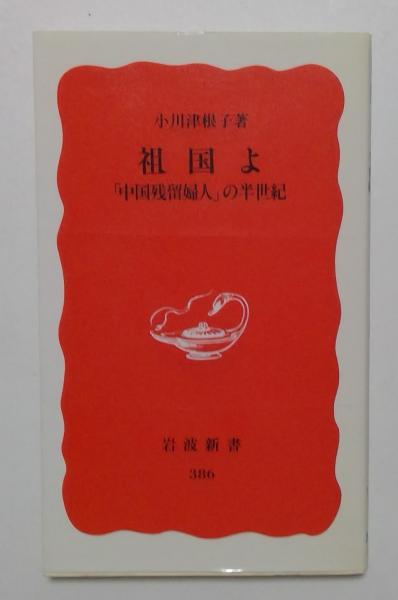 小川津根子著
祖国よ
「中国残留婦人」の半世紀
岩波新書
386